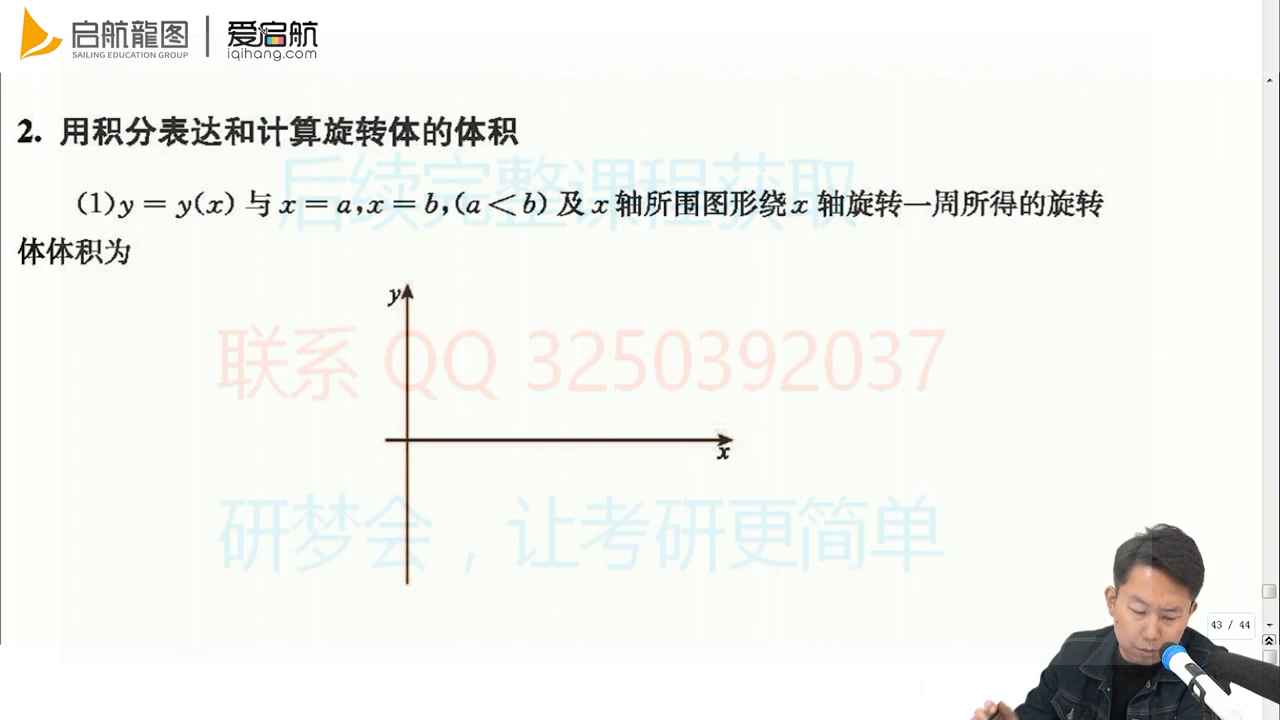 启航龍图 | 爱启航
SAILING EDUCATION GROUP iqihang.com
2. 用积分表达和计算旋转体的体积
后续完整课程获取
(1)y = y(x) 与 x = a,x = b,(a < b) 及 x 轴所围图形绕 x 轴旋转一周所得的旋转
体体积为
y
联系 QQ 3250392037
x
研梦会，让考研更简单
43 / 44